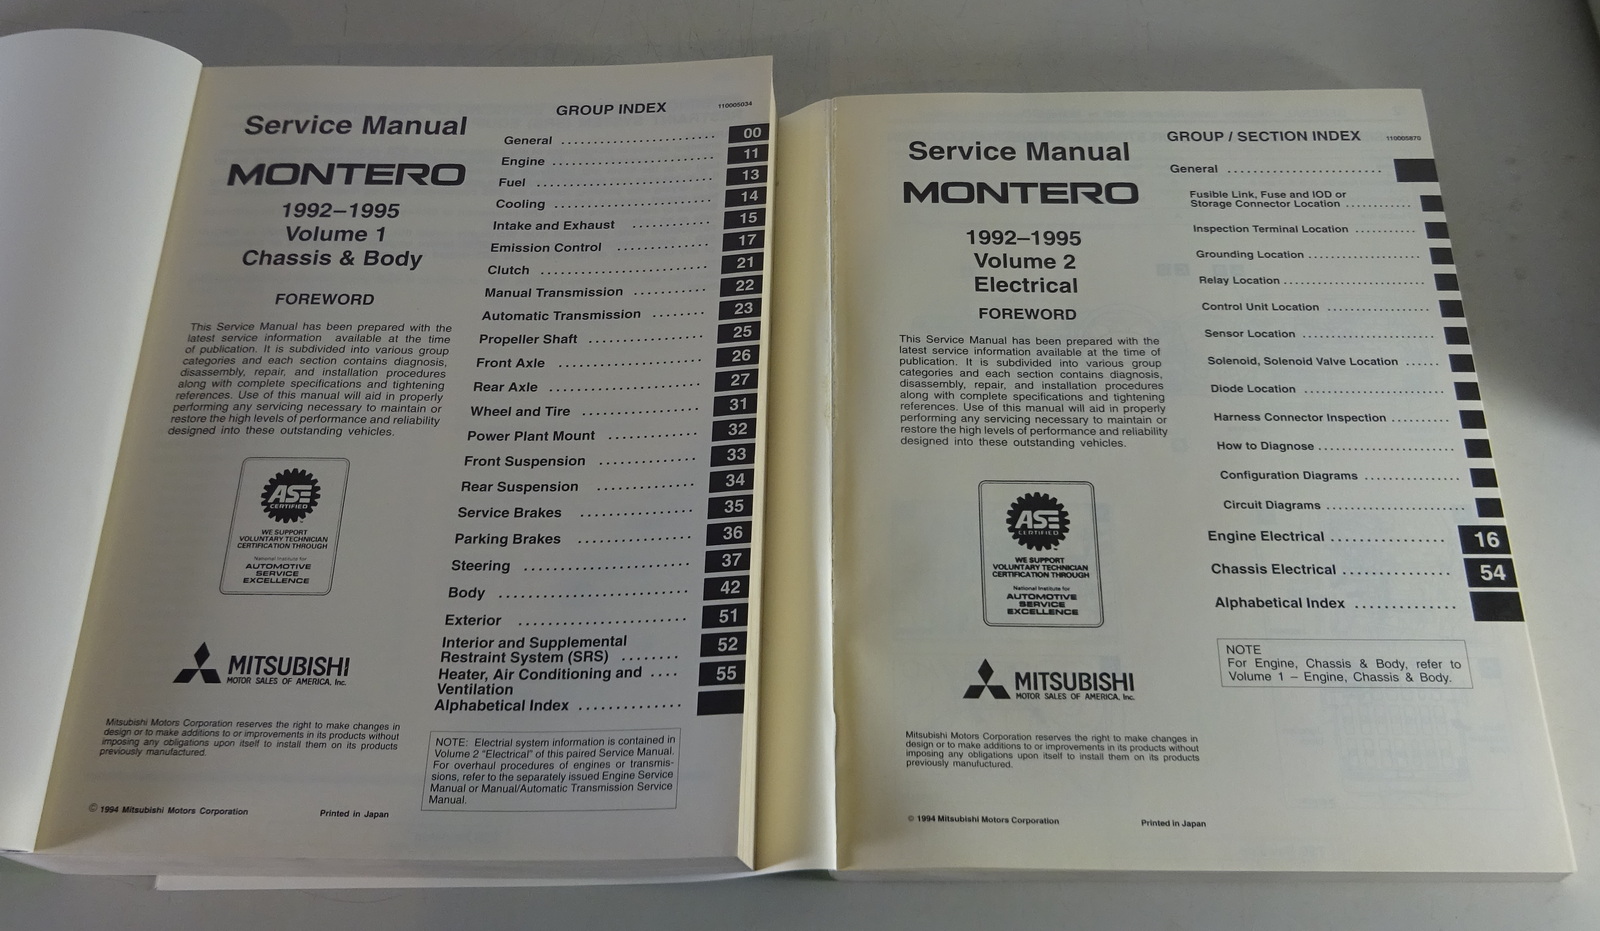 Service Manual
MONTERO
1992–1995
Volume 1
Chassis & Body
FOREWORD
This Service Manual has been prepared with the
latest service information available at the time
of publication. It is subdivided into various group
categories and each section contains diagnosis,
disassembly, repair, and installation procedures
along with complete specifications and tightening
references. Use of this manual will aid in properly
performing any servicing necessary to maintain or
restore the high levels of performance and reliability
designed into these outstanding vehicles.
ASE
CERTIFIED
WE SUPPORT
VOLUNTARY TECHNICIAN
CERTIFICATION THROUGH
National Institute for
AUTOMOTIVE
SERVICE
EXCELLENCE
MITSUBISHI
MOTOR SALES OF AMERICA, Inc.
Mitsubishi Motors Corporation reserves the right to make changes in
design or to make additions to or improvements in its products without
imposing any obligations upon itself to install them on its products
previously manufactured.
© 1994 Mitsubishi Motors Corporation Printed in Japan
GROUP INDEX 110005034
General .......................... 00
Engine .......................... 11
Fuel .......................... 13
Cooling .......................... 14
Intake and Exhaust ............ 15
Emission Control .............. 17
Clutch .......................... 21
Manual Transmission ........... 22
Automatic Transmission ........ 23
Propeller Shaft .................. 25
Front Axle ...................... 26
Rear Axle ...................... 27
Wheel and Tire .................. 31
Power Plant Mount .............. 32
Front Suspension ................ 33
Rear Suspension ................ 34
Service Brakes .................. 35
Parking Brakes .................. 36
Steering .......................... 37
Body .......................... 42
Exterior .......................... 51
Interior and Supplemental
Restraint System (SRS) ........ 52
Heater, Air Conditioning and .... 55
Ventilation
Alphabetical Index ..............
NOTE: Electrial system information is contained in
Volume 2 "Electrical" of this paired Service Manual.
For overhaul procedures of engines or transmis-
sions, refer to the separately issued Engine Service
Manual or Manual/Automatic Transmission Service
Manual.
Service Manual
MONTERO
1992–1995
Volume 2
Electrical
FOREWORD
This Service Manual has been prepared with the
latest service information available at the time of
publication. It is subdivided into various group
categories and each section contains diagnosis,
disassembly, repair, and installation procedures
along with complete specifications and tightening
references. Use of this manual will aid in properly
performing any servicing necessary to maintain or
restore the high levels of performance and reliability
designed into these outstanding vehicles.
ASE
CERTIFIED
WE SUPPORT
VOLUNTARY TECHNICIAN
CERTIFICATION THROUGH
National Institute for
AUTOMOTIVE
SERVICE
EXCELLENCE
MITSUBISHI
MOTOR SALES OF AMERICA, Inc.
Mitsubishi Motors Corporation reserves the right to make changes in
design or to make additions to or improvements in its products without
imposing any obligations upon itself to install them on its products
previously manufuctured.
© 1994 Mitsubishi Motors Corporation Printed in Japan
GROUP / SECTION INDEX 110005870
General ..........................
Fusible Link, Fuse and IOD or
Storage Connector Location ............
Inspection Terminal Location ..........
Grounding Location ....................
Relay Location ..........................
Control Unit Location ..................
Sensor Location ........................
Solenoid, Solenoid Valve Location ......
Diode Location ........................
Harness Connector Inspection ..........
How to Diagnose ........................
Configuration Diagrams ................
Circuit Diagrams ........................
Engine Electrical .................. 16
Chassis Electrical .................. 54
Alphabetical Index ................
NOTE
For Engine, Chassis & Body, refer to
Volume 1 – Engine, Chassis & Body.